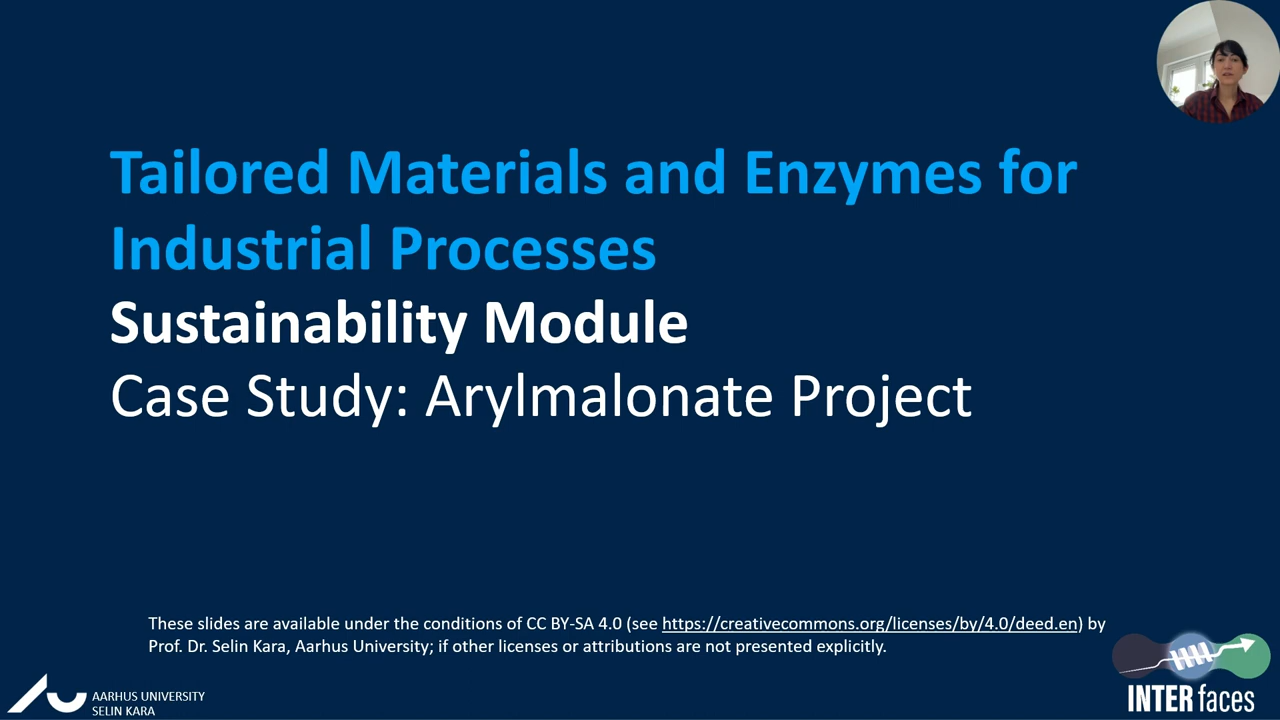 Tailored Materials and Enzymes for
Industrial Processes
Sustainability Module
Case Study: Arylmalonate Project
These slides are available under the conditions of CC BY-SA 4.0 (see https://creativecommons.org/licenses/by/4.0/deed.en) by
Prof. Dr. Selin Kara, Aarhus University; if other licenses or attributions are not presented explicitly.
AARHUS UNIVERSITY
SELIN KARA
INTERfaces